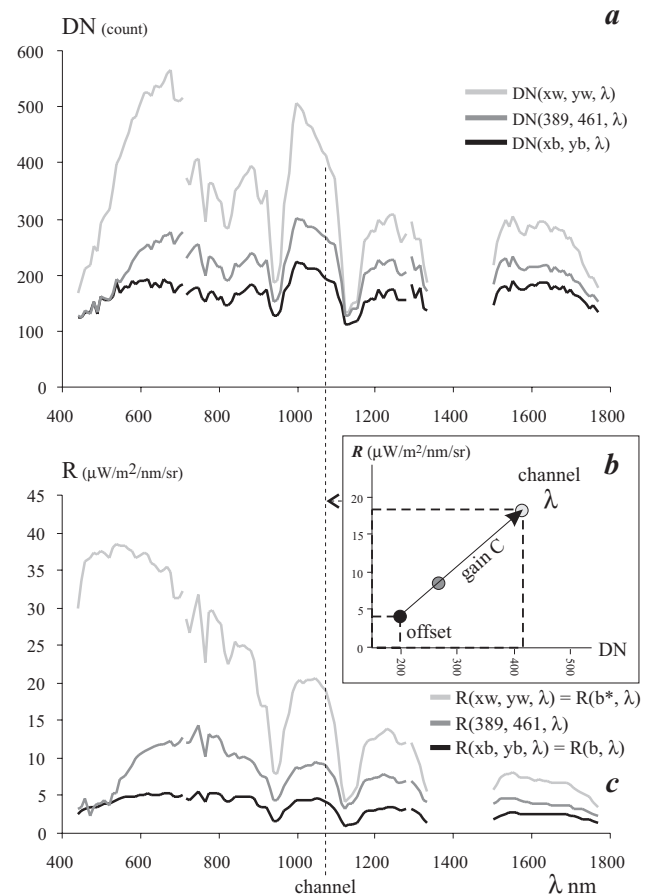 a
DN (count)
600
500
400
300
200
100
0
DN(xw, yw, λ)
DN(389, 461, λ)
DN(xb, yb, λ)
400 600 800 1000 1200 1400 1600 1800
b
R (μW/m2/nm/sr)
20
15
10
5
0
channel
λ
gain C
offset
200 300 400 500 DN
R (μW/m2/nm/sr)
45
40
35
30
25
20
15
10
5
0
R(xw, yw, λ) = R(b*, λ)
R(389, 461, λ)
R(xb, yb, λ) = R(b, λ)
c
400 600 800 1000 1200 1400 1600 1800
channel
λ nm